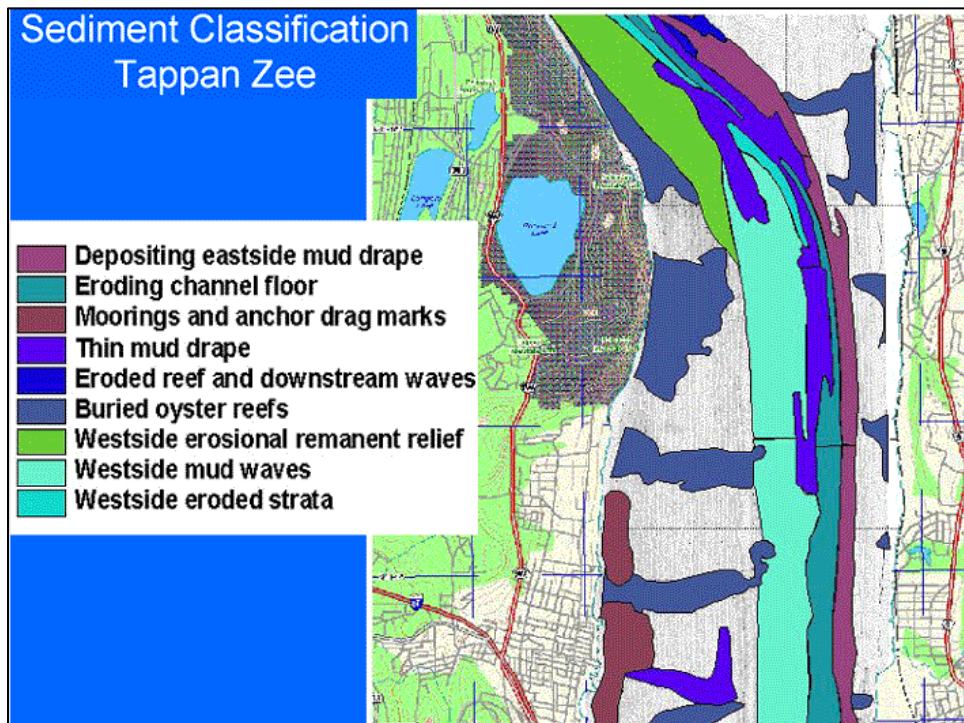 Sediment Classification
Tappan Zee
Depositing eastside mud drape
Eroding channel floor
Moorings and anchor drag marks
Thin mud drape
Eroded reef and downstream waves
Buried oyster reefs
Westside erosional remanent relief
Westside mud waves
Westside eroded strata